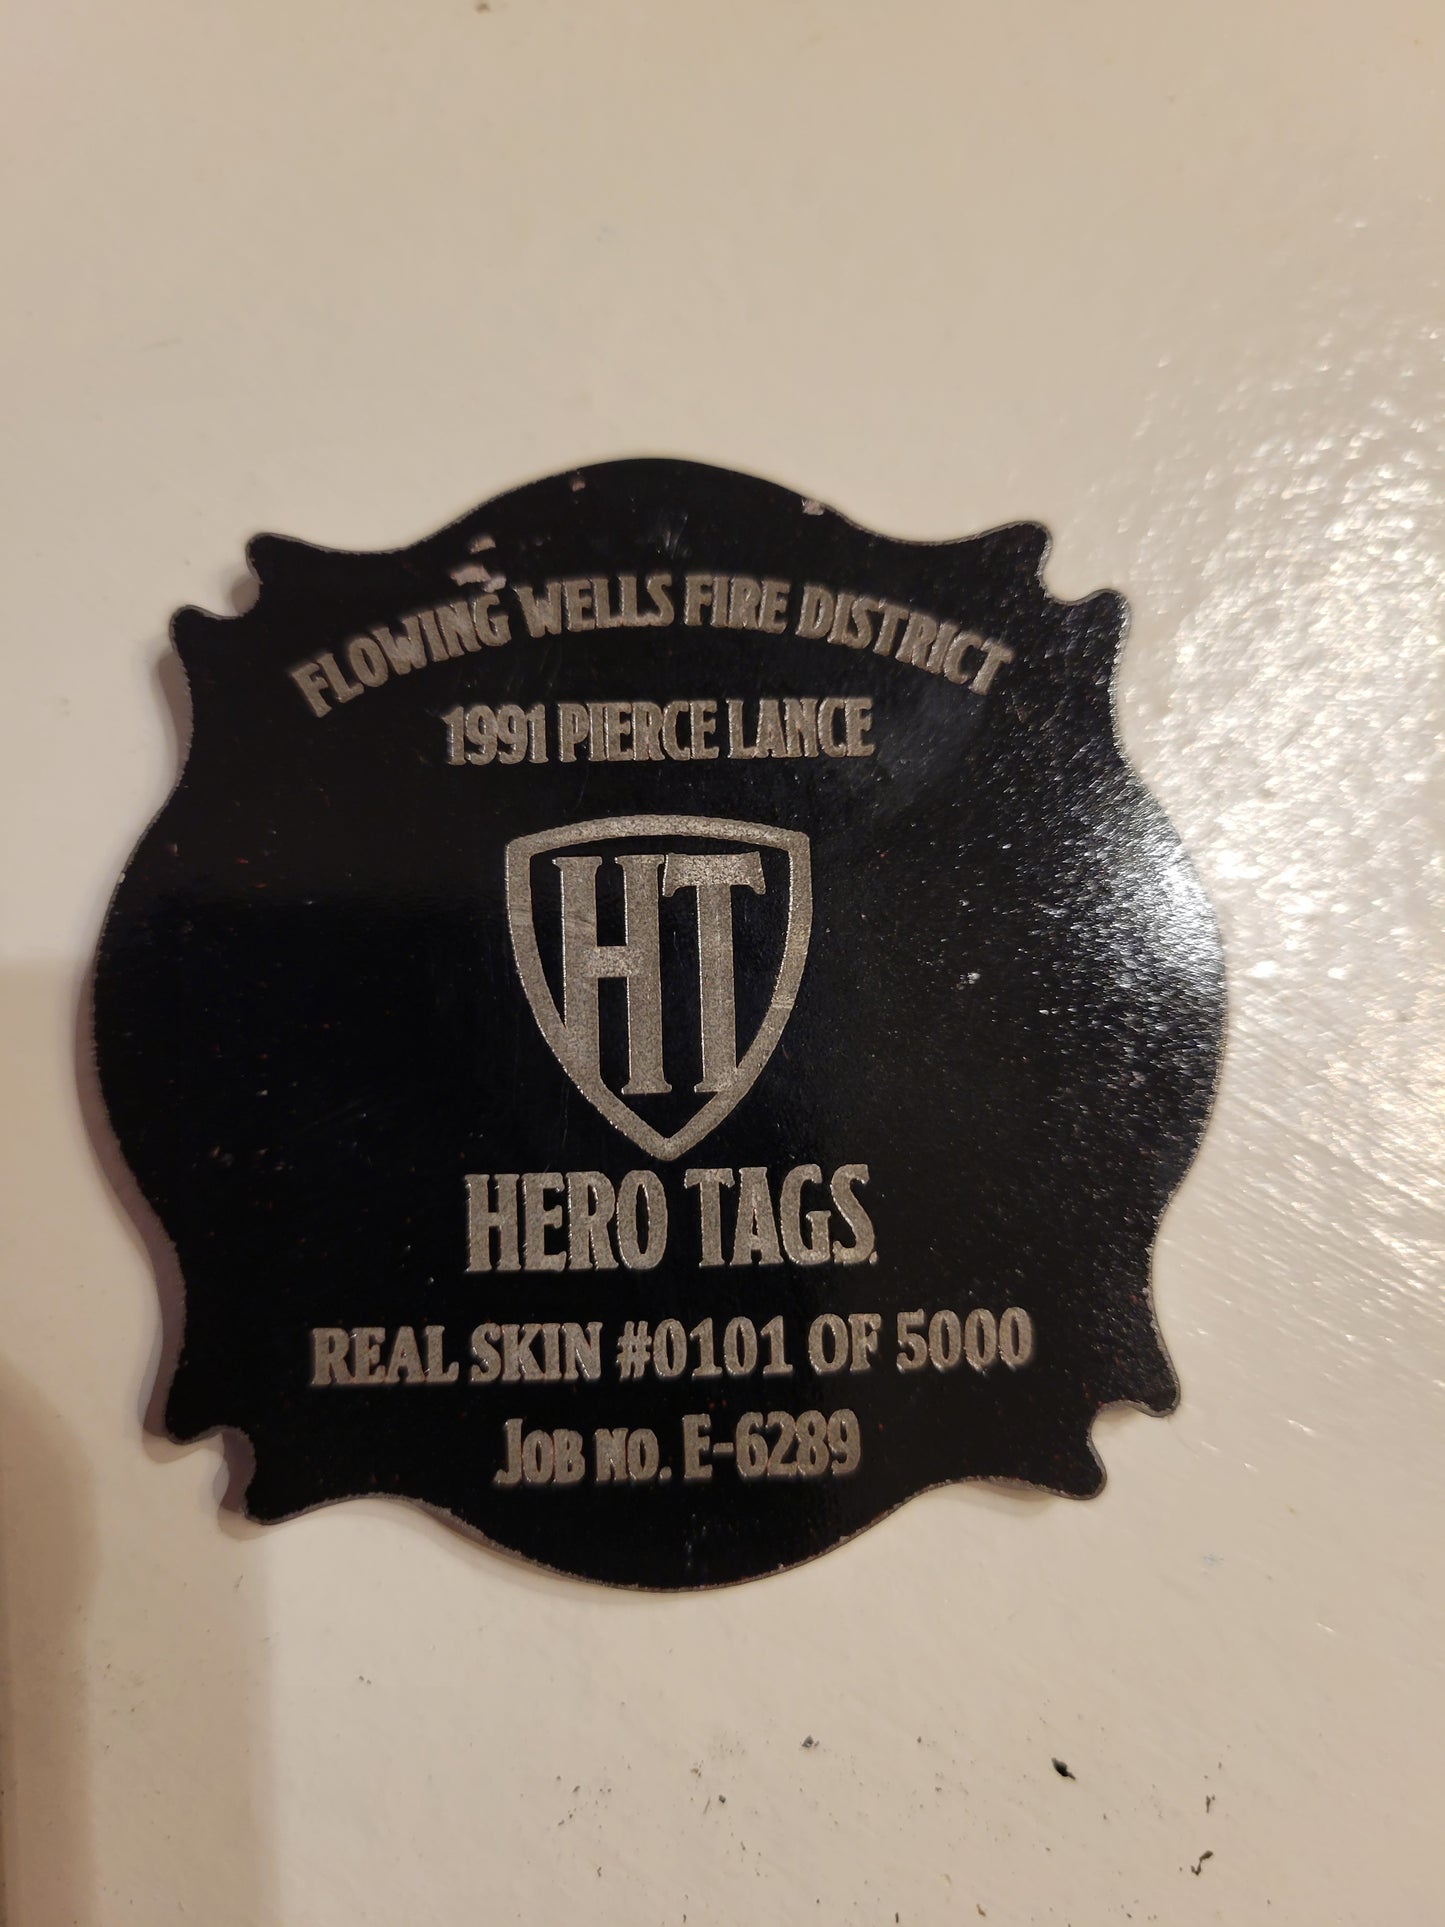 FLOWING WELLS FIRE DISTRICT
1991 PIERCE LANCE
HT
HERO TAGS
REAL SKIN #0101 OF 5000
JOB NO. E-6289